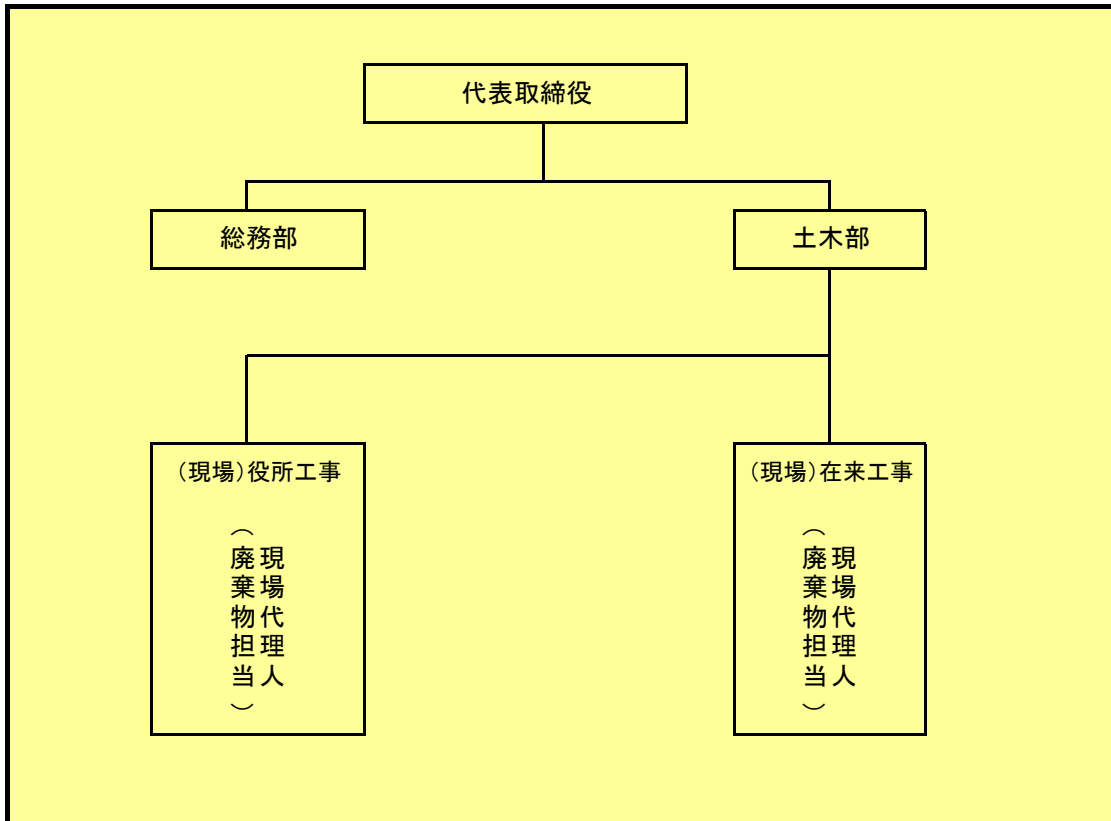 代表取締役
総務部
土木部
(現場)役所工事
現場代理人
(廃棄物担当)
(現場)在来工事
現場代理人
(廃棄物担当)